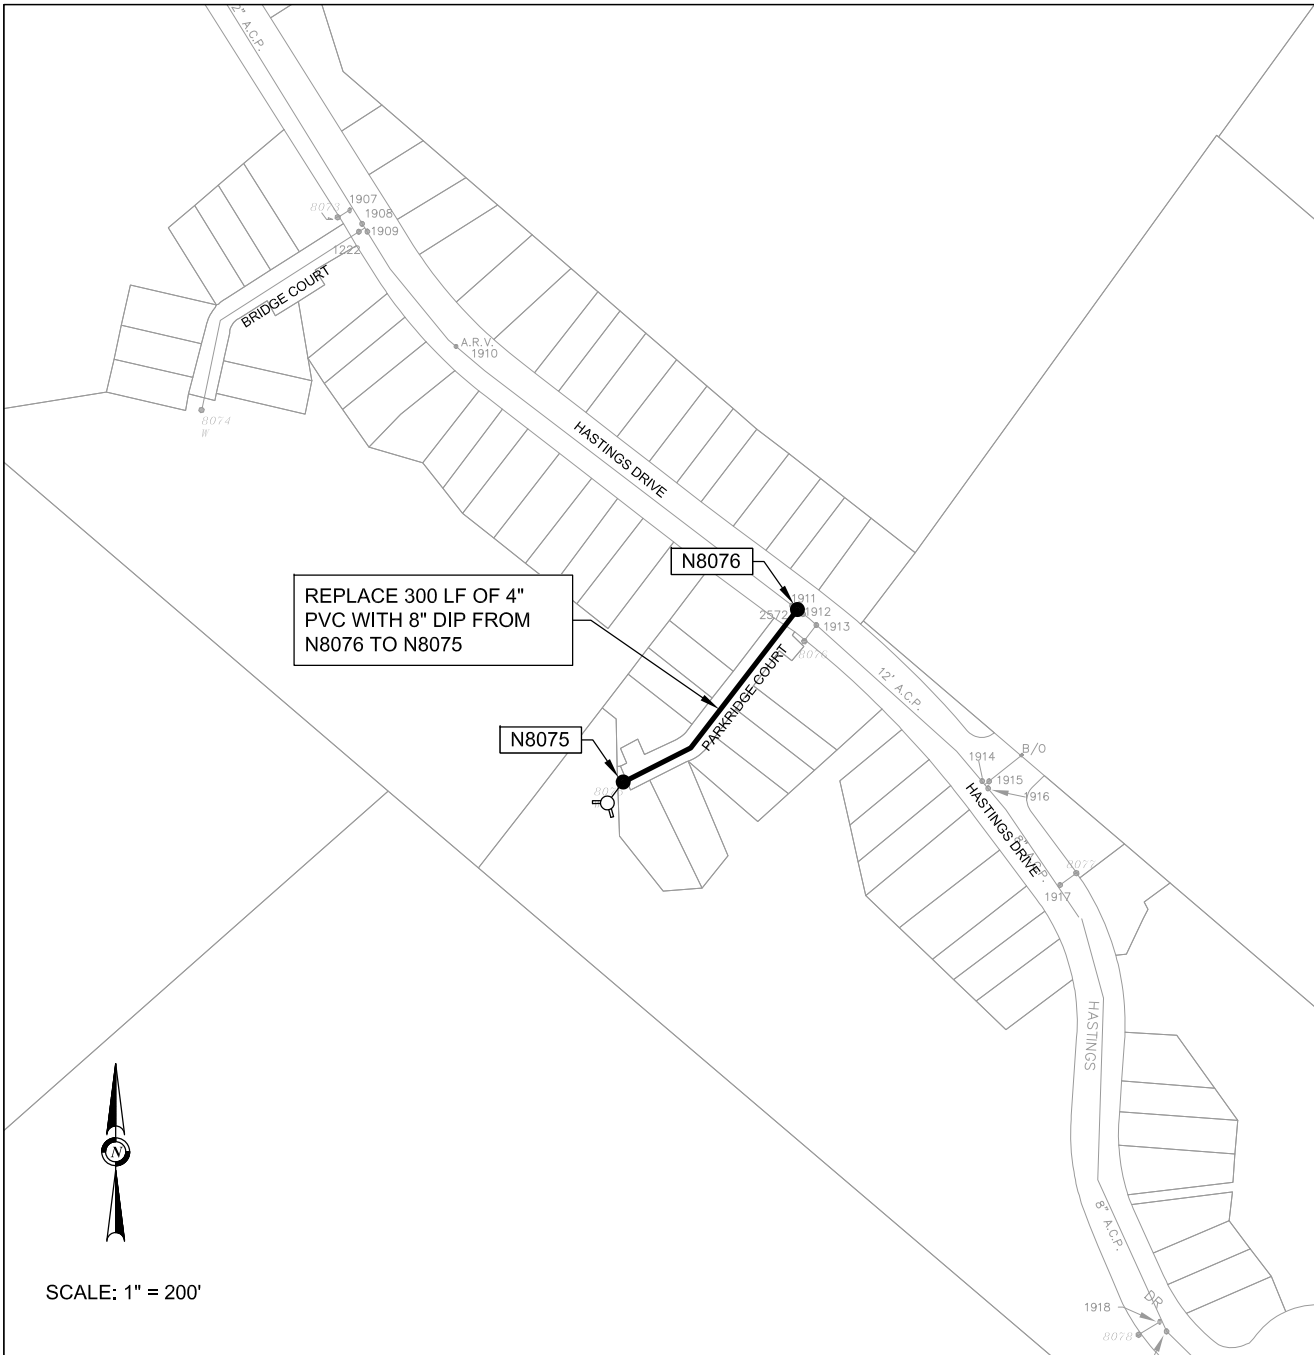 2" A.C.P.
1907
8073
1908
1909
1222
BRIDGE COURT
A.R.V.
1910
8074
W
HASTINGS DRIVE
N8076
REPLACE 300 LF OF 4"
PVC WITH 8" DIP FROM
N8076 TO N8075
1911
1912
2572
1913
8076
PARKRIDGE COURT
12" A.C.P.
N8075
B/O
1914
1915
1916
HASTINGS DRIVE
8077
1917
HASTINGS
8" A.C.P.
DR
1918
8078
N
SCALE: 1" = 200'